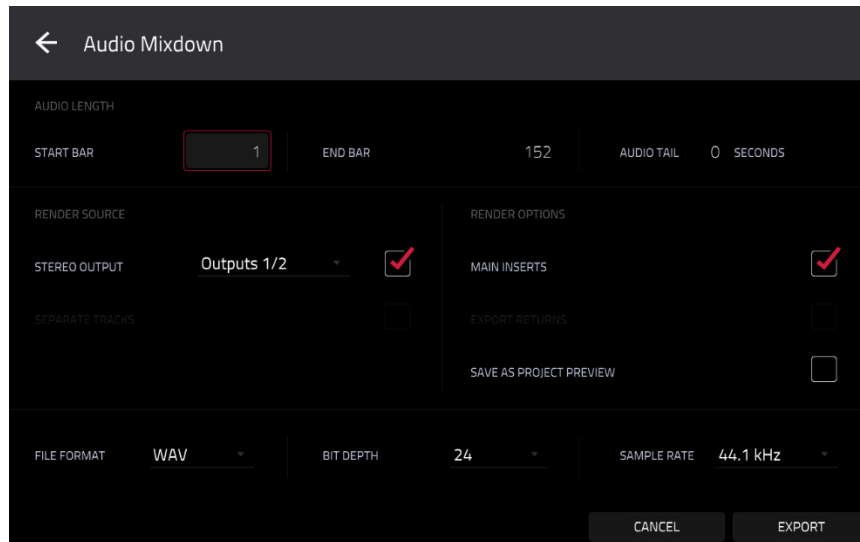 Audio Mixdown
AUDIO LENGTH
START BAR 1 END BAR 152 AUDIO TAIL 0 SECONDS
RENDER SOURCE RENDER OPTIONS
STEREO OUTPUT Outputs 1/2 MAIN INSERTS
SEPARATE TRACKS EXPORT RETURNS
SAVE AS PROJECT PREVIEW
FILE FORMAT WAV BIT DEPTH 24 SAMPLE RATE 44.1 kHz
CANCEL EXPORT